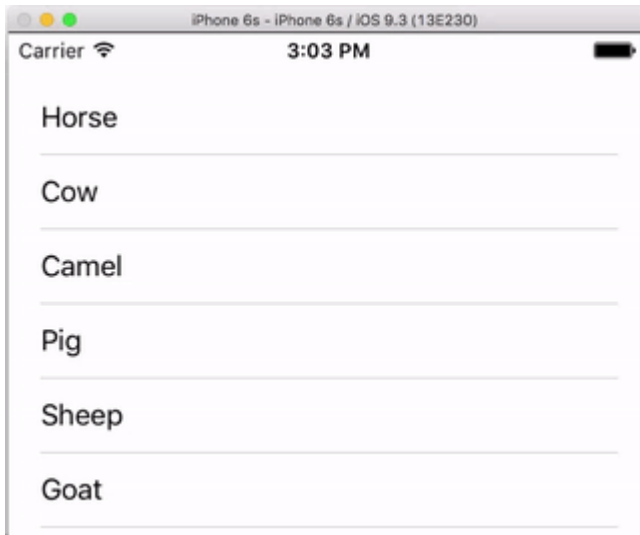 iPhone 6s - iPhone 6s / iOS 9.3 (13E230)
Carrier 3:03 PM
Horse
Cow
Camel
Pig
Sheep
Goat